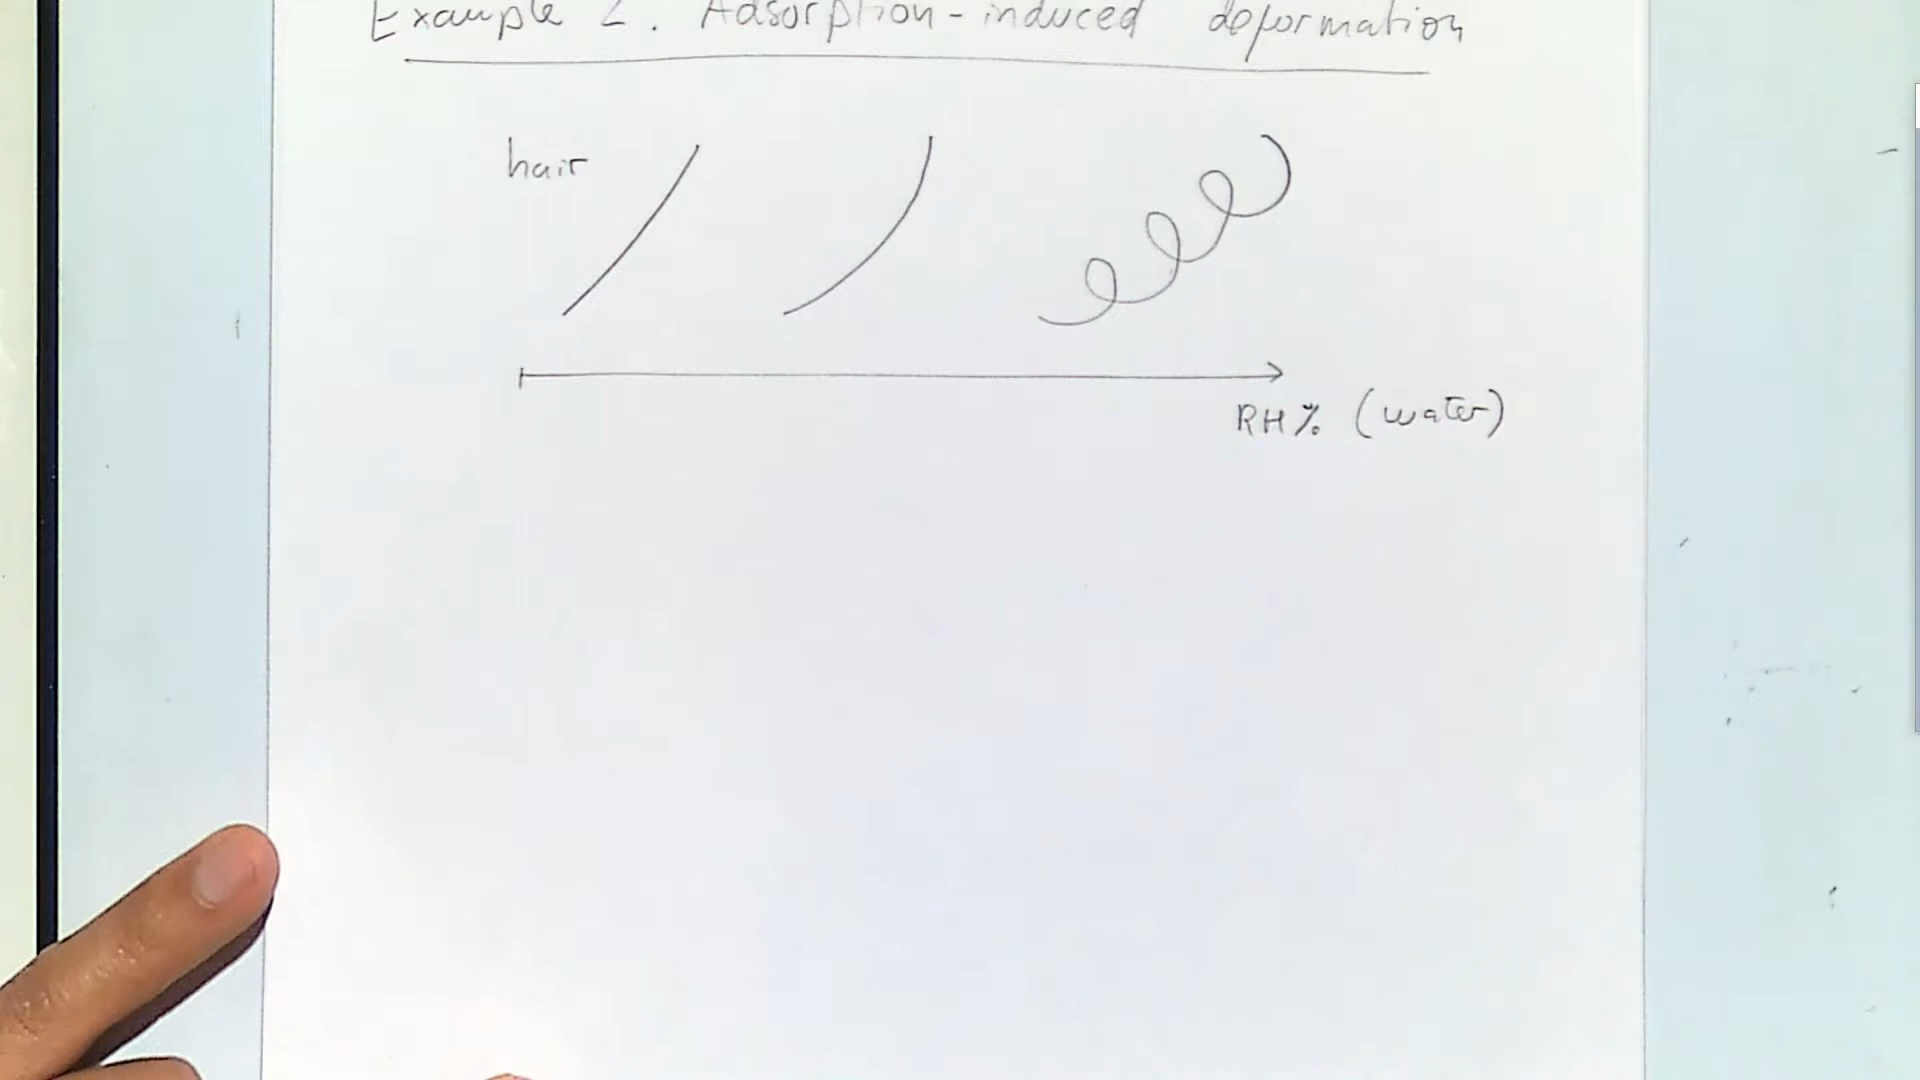 Example 2. Adsorption-induced deformation
hair
RH% (water)